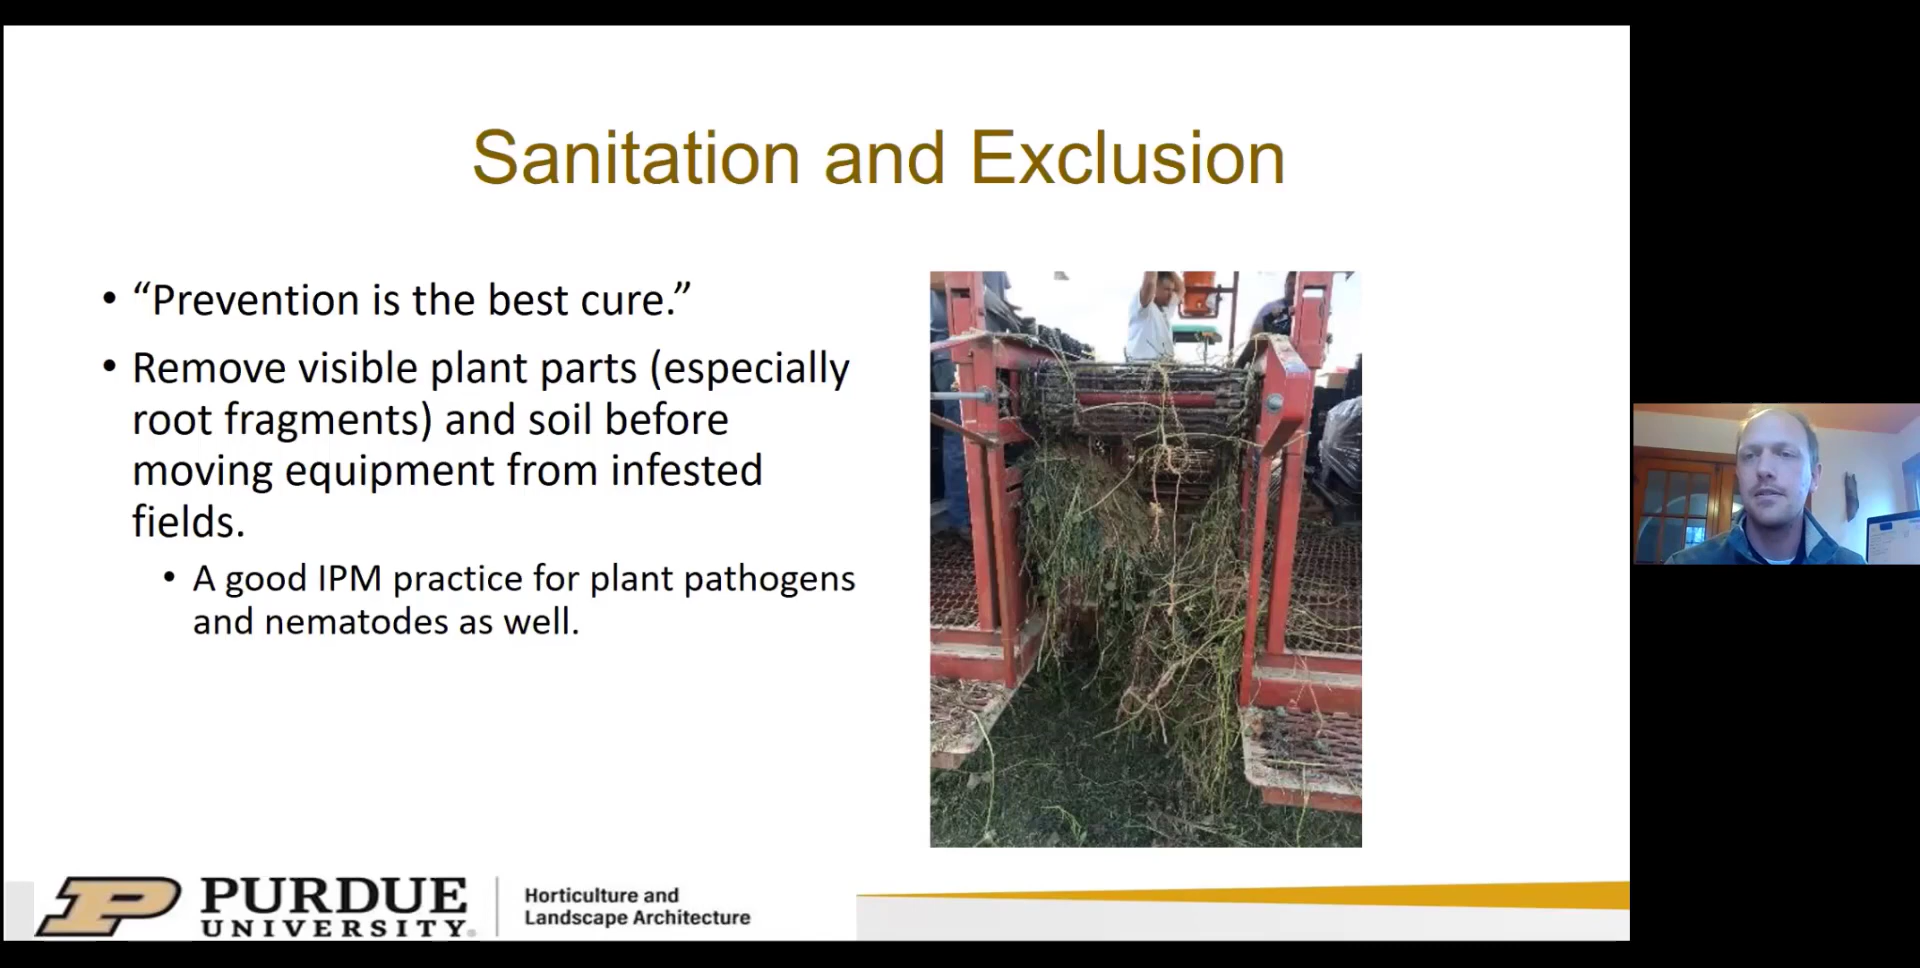 Sanitation and Exclusion
• “Prevention is the best cure.”
• Remove visible plant parts (especially
root fragments) and soil before
moving equipment from infested
fields.
• A good IPM practice for plant pathogens
and nematodes as well.
PURDUE
UNIVERSITY®
Horticulture and
Landscape Architecture